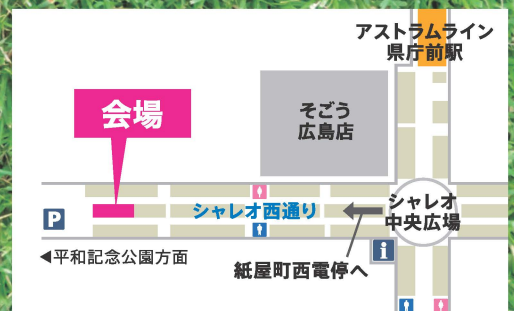 アストラムライン
県庁前駅
そごう
広島店
会場
シャレオ西通り
シャレオ
中央広場
P
i
◀平和記念公園方面
紙屋町西電停へ